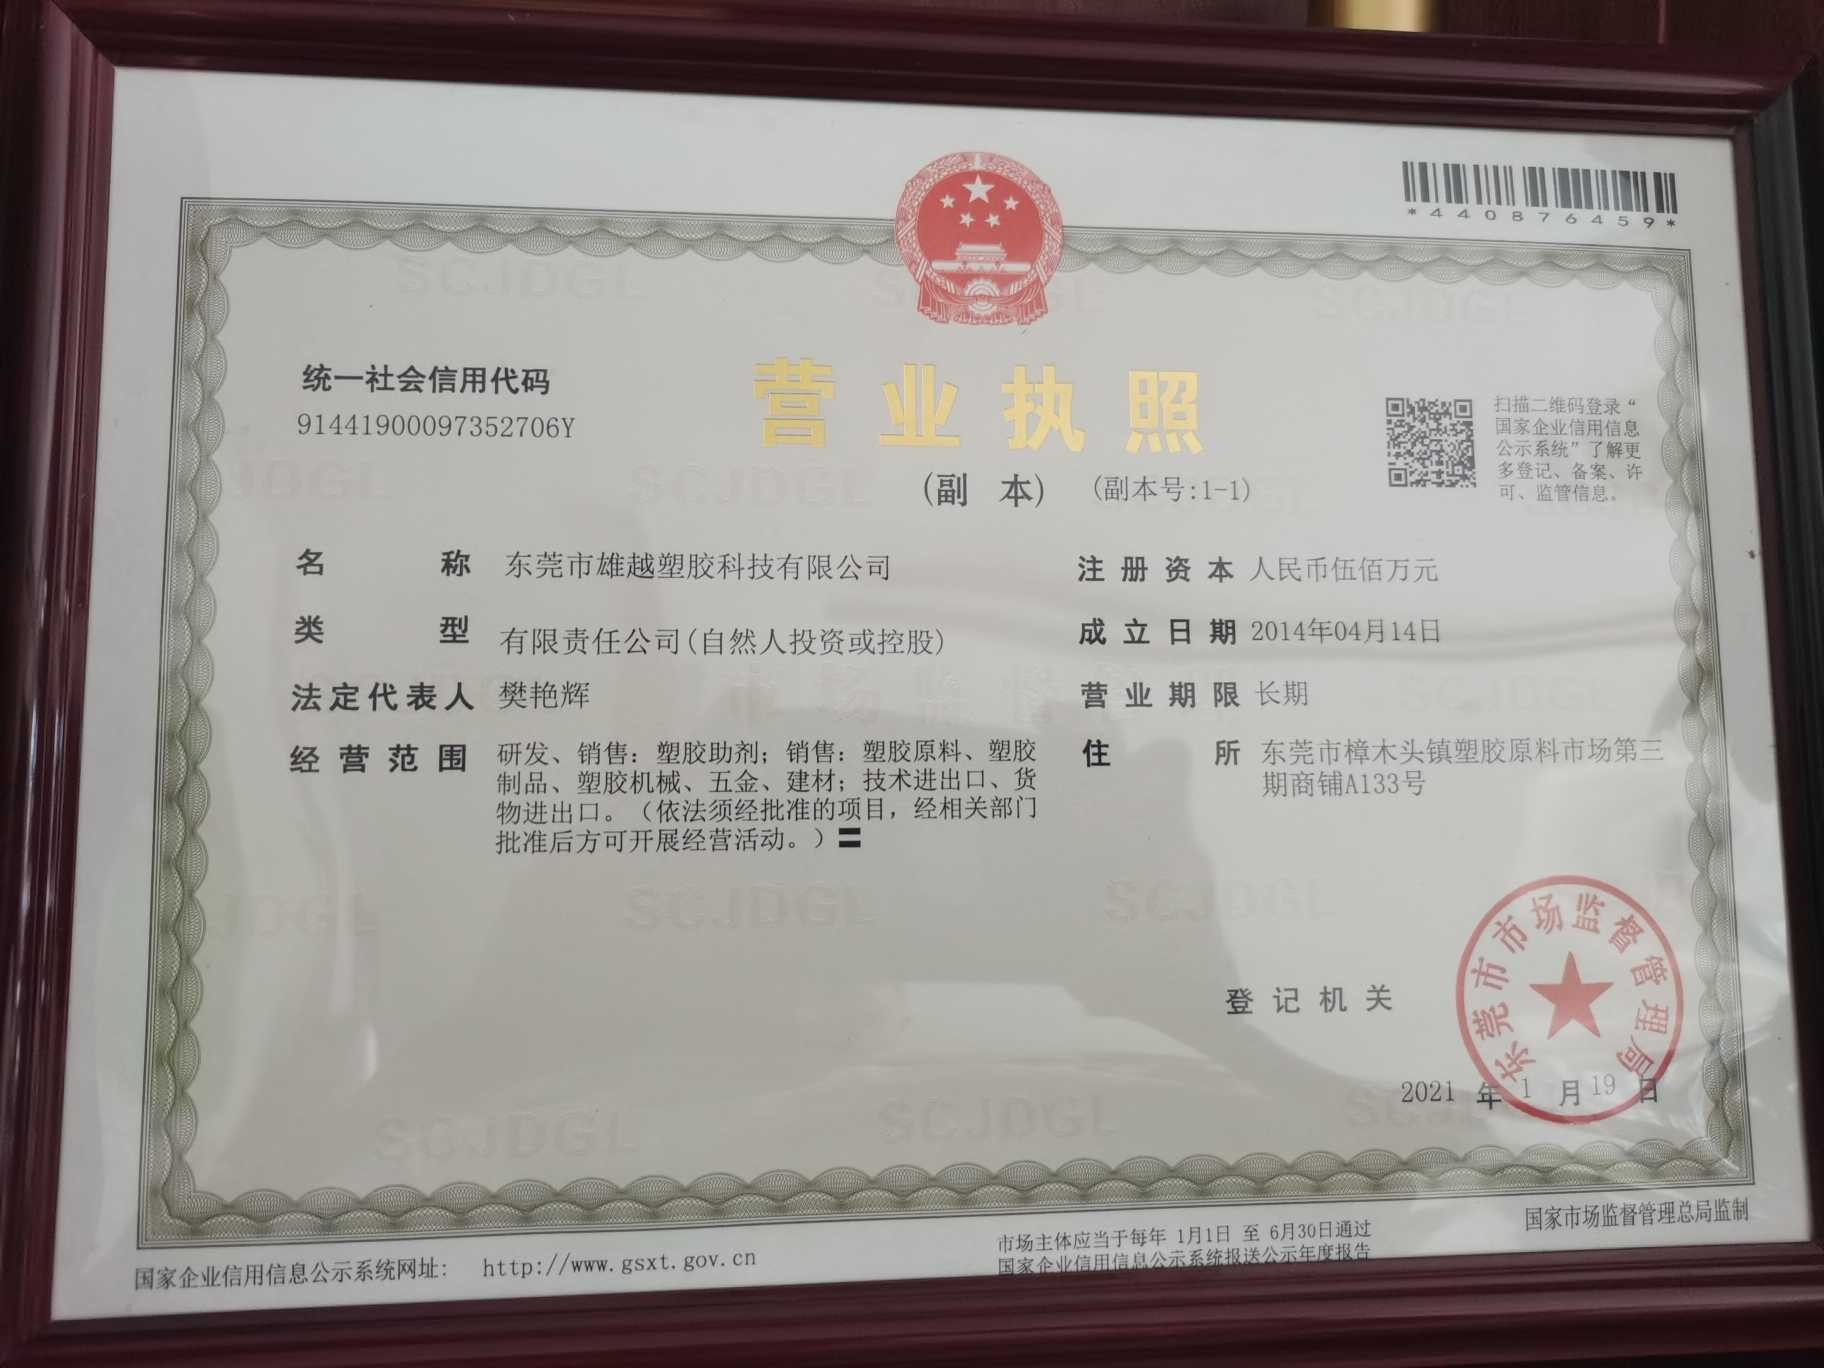 *440876459*
统一社会信用代码
91441900097352706Y
营业执照
(副 本) (副本号:1-1)
扫描二维码登录“
国家企业信用信息
公示系统”了解更
多登记、备案、许
可、监管信息。
名 称 东莞市雄越塑胶科技有限公司
类 型 有限责任公司(自然人投资或控股)
法定代表人 樊艳辉
经营范围 研发、销售：塑胶助剂；销售：塑胶原料、塑胶
制品、塑胶机械、五金、建材；技术进出口、货
物进出口。（依法须经批准的项目，经相关部门
批准后方可开展经营活动。）
注册资本 人民币伍佰万元
成立日期 2014年04月14日
营业期限 长期
住 所 东莞市樟木头镇塑胶原料市场第三
期商铺A133号
登记机关
东莞市市场监督管理局
2021 年 1 月 19 日
国家企业信用信息公示系统网址: http://www.gsxt.gov.cn
市场主体应当于每年 1月1日 至 6月30日通过
国家企业信用信息公示系统报送公示年度报告
国家市场监督管理总局监制
SCJDGL